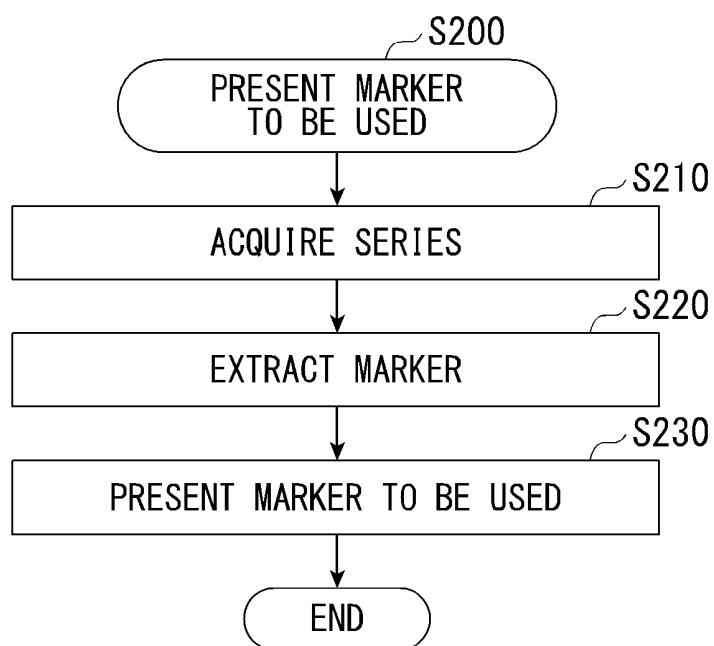 S200
PRESENT MARKER
TO BE USED
S210
ACQUIRE SERIES
S220
EXTRACT MARKER
S230
PRESENT MARKER TO BE USED
END